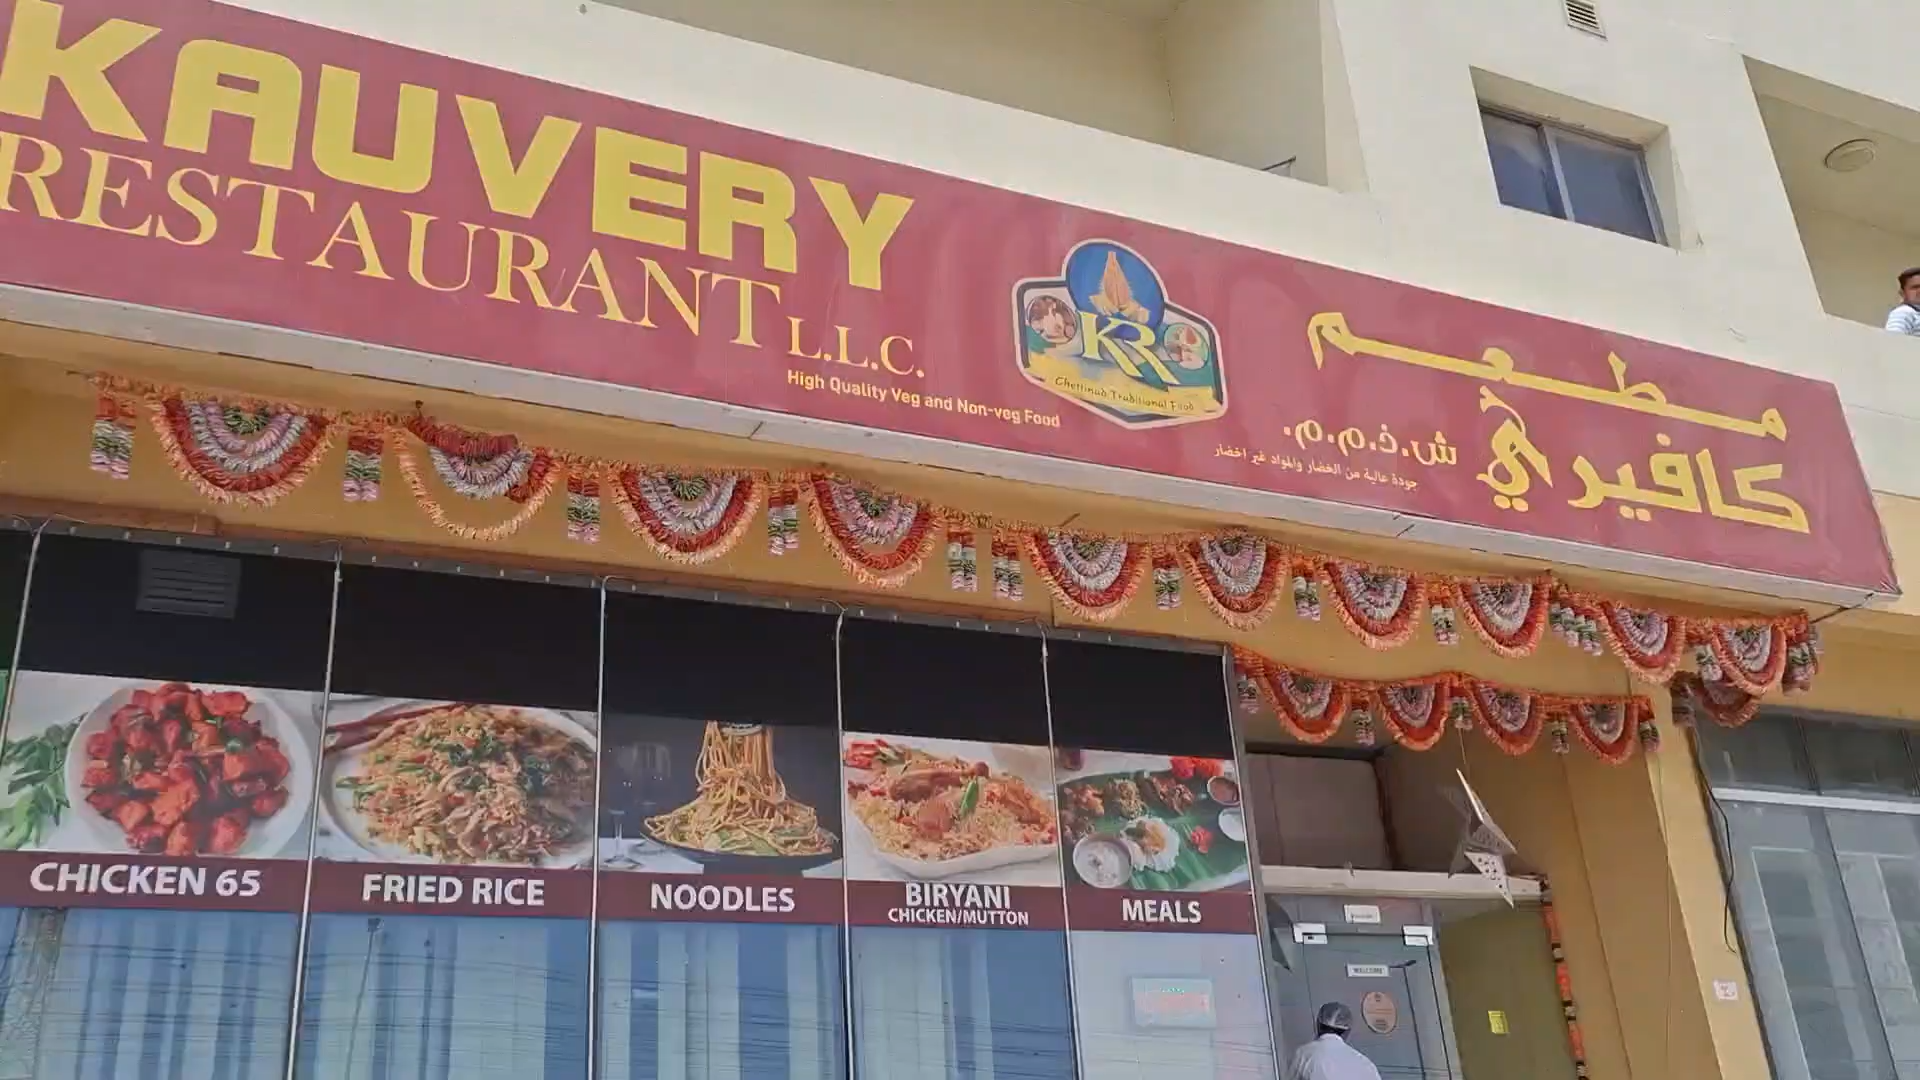 KAUVERY
RESTAURANT L.L.C.
High Quality Veg and Non-veg Food
KR
Chettinad Traditional Food
مطعم
كافيري
ش.ذ.م.م.
جودة عالية من الخضار والمواد غير اخضار
CHICKEN 65
FRIED RICE
NOODLES
BIRYANI
CHICKEN/MUTTON
MEALS
WELCOME